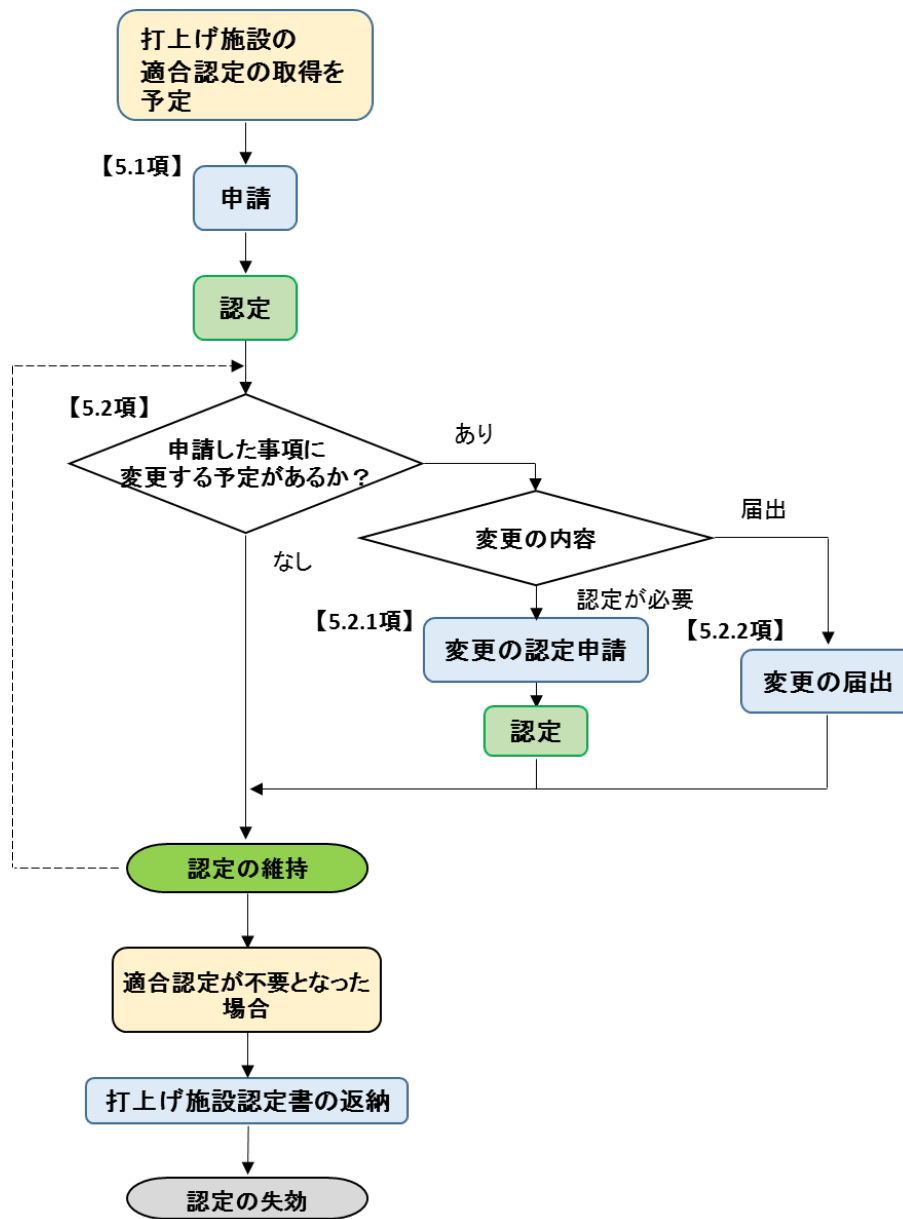 打上げ施設の
適合認定の取得を
予定
【5.1項】
申請
認定
【5.2項】
申請した事項に
変更する予定があるか？
あり
なし
変更の内容
届出
認定が必要
【5.2.1項】
変更の認定申請
【5.2.2項】
変更の届出
認定
認定の維持
適合認定が不要となった
場合
打上げ施設認定書の返納
認定の失効